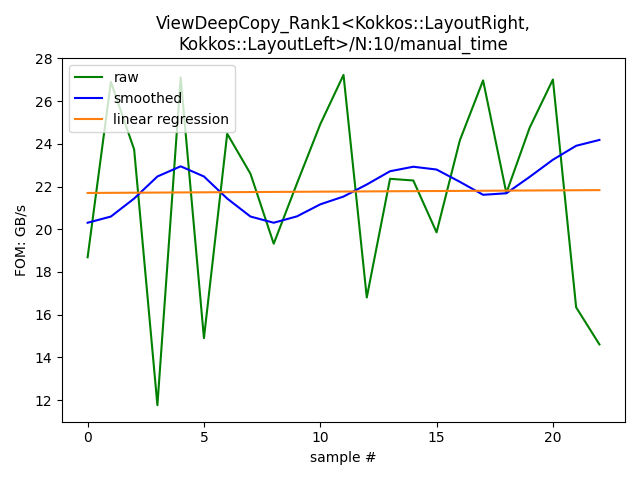 ViewDeepCopy_Rank1<Kokkos::LayoutRight,
Kokkos::LayoutLeft>/N:10/manual_time
raw
smoothed
linear regression
FOM: GB/s
28
26
24
22
20
18
16
14
12
0
5
10
15
20
sample #